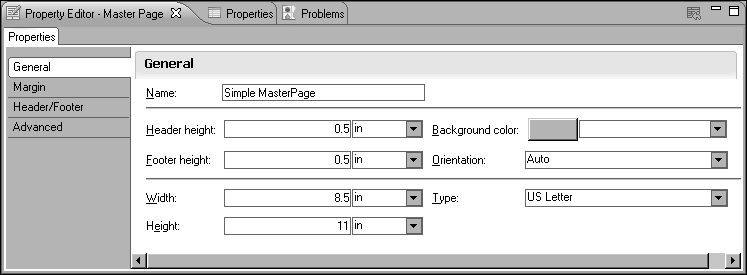 Property Editor - Master Page Properties Problems
Properties
General
Margin
Header/Footer
Advanced
General
Name: Simple MasterPage
Header height: 0.5 in Background color:
Footer height: 0.5 in Orientation: Auto
Width: 8.5 in Type: US Letter
Height: 11 in